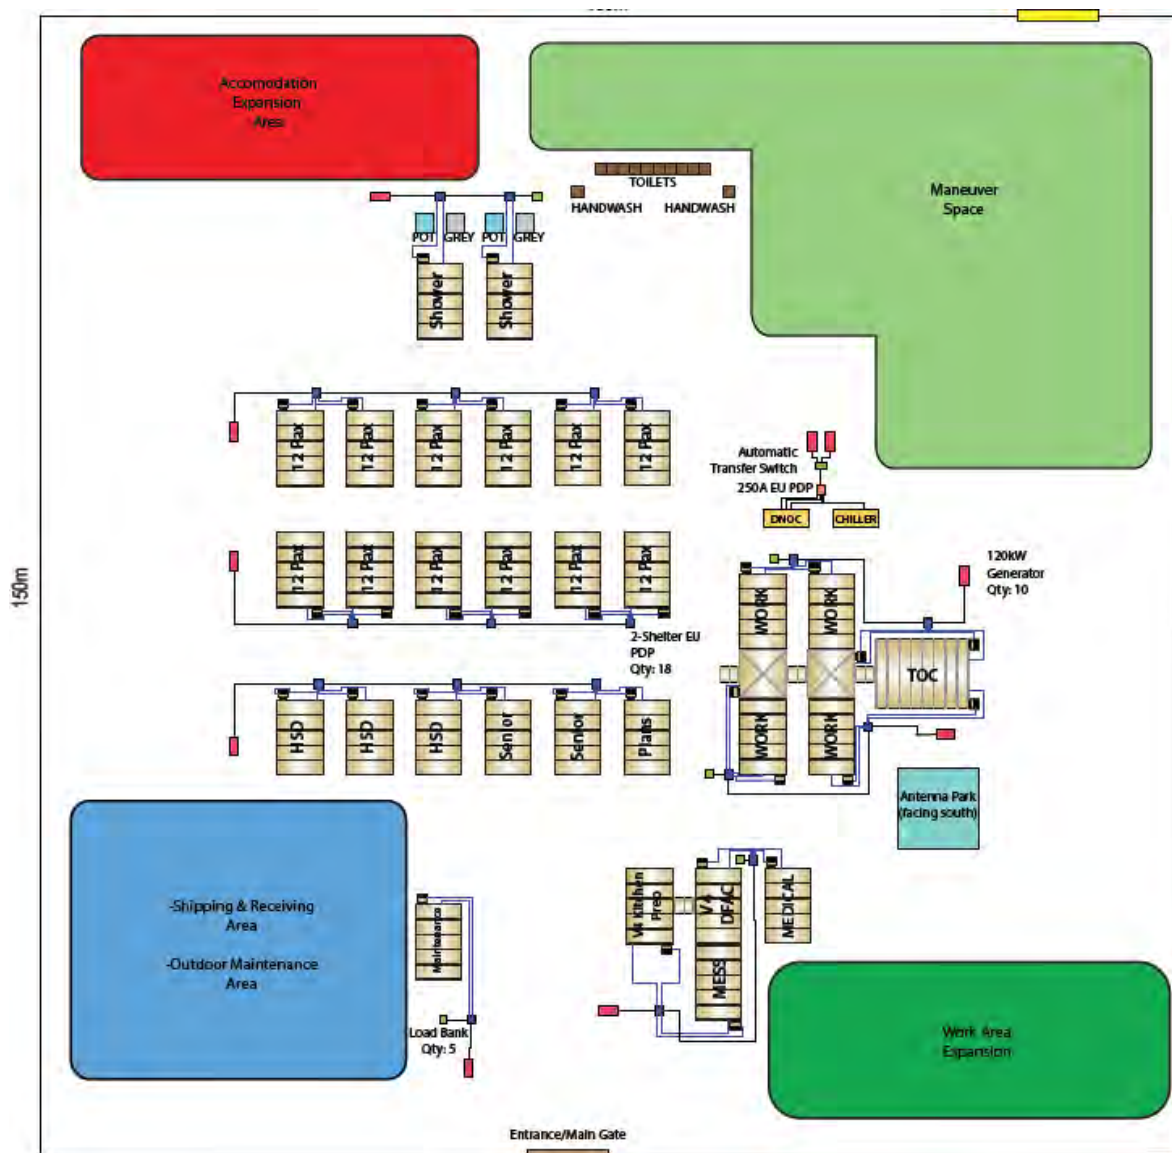 Accomodation
Expansion
Area
Maneuver
Space
TOILETS
HANDWASH
HANDWASH
POT
GREY
POT
GREY
Shower
Shower
12 Pax
12 Pax
12 Pax
12 Pax
12 Pax
12 Pax
Automatic
Transfer Switch
250A EU PDP
DNOC
CHILLER
12 Pax
12 Pax
12 Pax
12 Pax
12 Pax
12 Pax
150m
120kW
Generator
Qty: 10
WORK
WORK
2-Shelter EU
PDP
Qty: 18
TOC
HSD
HSD
HSD
Senior
Senior
Plans
WORK
WORK
Antenna Park
(facing south)
-Shipping & Receiving
Area
-Outdoor Maintenance
Area
Maintenance
V4 Kitchen
Prep
V4
DFAC
MEDICAL
MESS
Load Bank
Qty: 5
Work Area
Expansion
Entrance/Main Gate